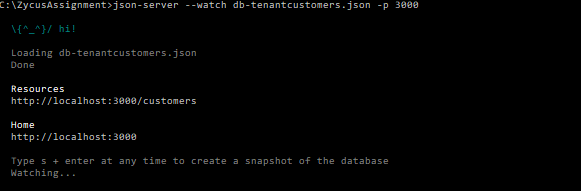 C:\ZycusAssignment>json-server --watch db-tenantcustomers.json -p 3000
\{^_^}/ hi!
Loading db-tenantcustomers.json
Done
Resources
http://localhost:3000/customers
Home
http://localhost:3000
Type s + enter at any time to create a snapshot of the database
Watching...